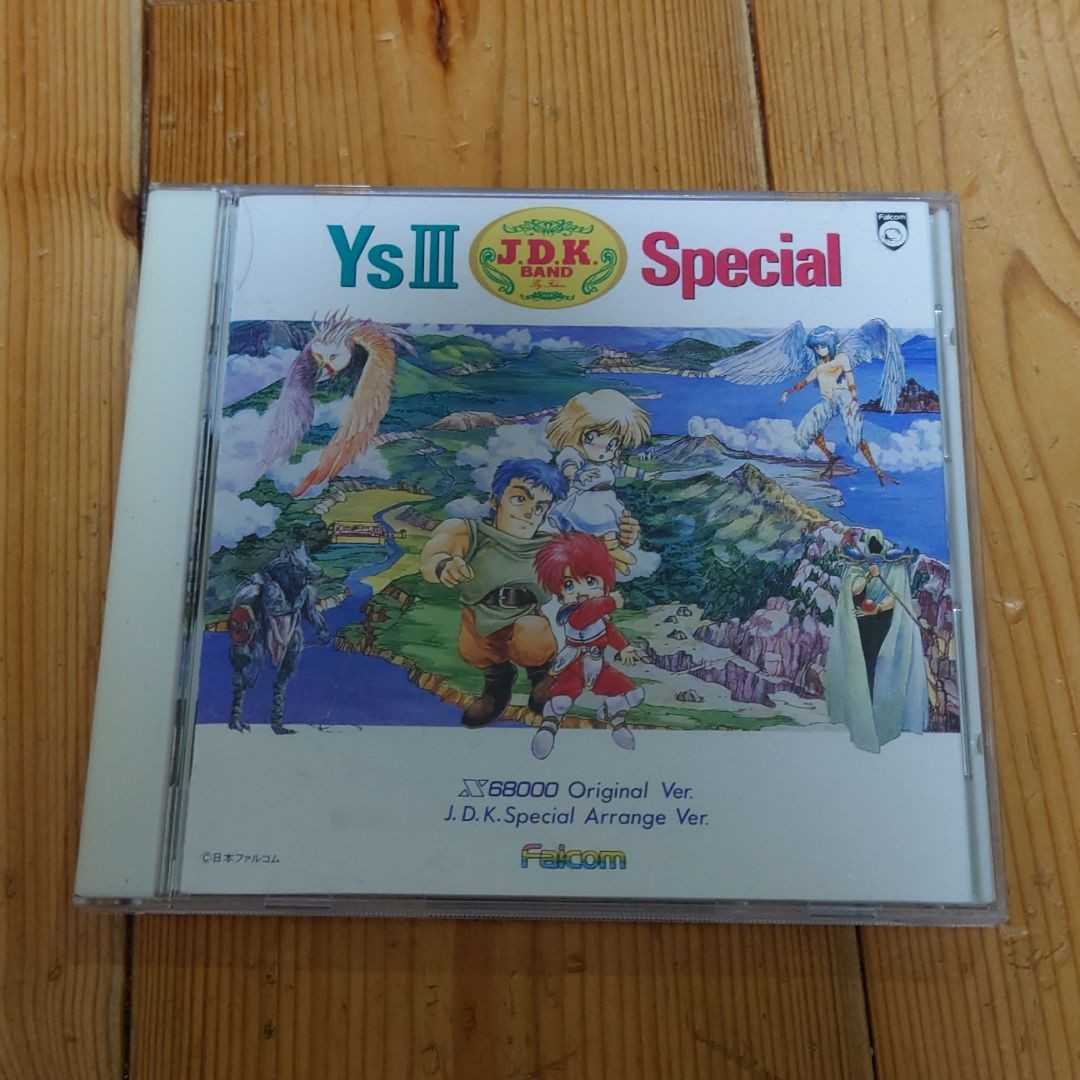 Ys III J.D.K. BAND Special
Falcom
X68000 Original Ver.
J.D.K.Special Arrange Ver.
©日本ファルコム
Falcom